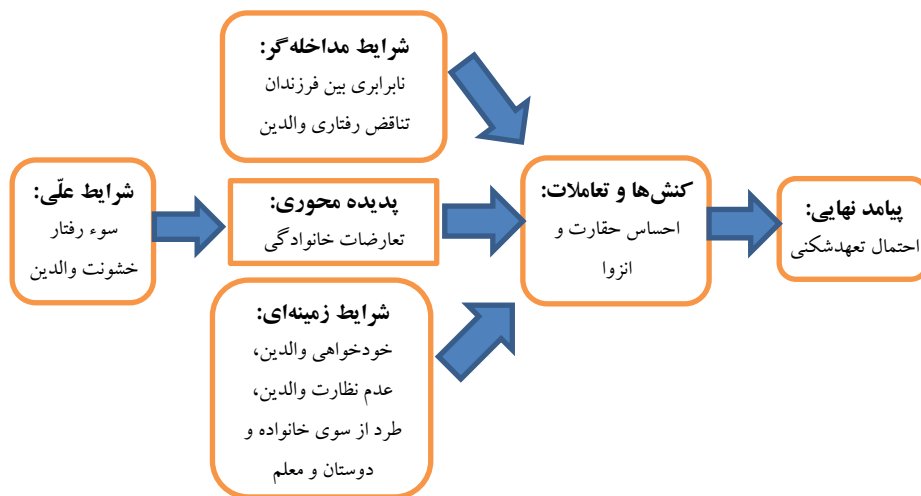 شرایط مداخله‌گر:
نابرابری بین فرزندان
تناقض رفتاری والدین
شرایط علّی:
سوء رفتار
خشونت والدین
پدیده محوری:
تعارضات خانوادگی
کنش‌ها و تعاملات:
احساس حقارت و
انزوا
پیامد نهایی:
احتمال تعهدشکنی
شرایط زمینه‌ای:
خودخواهی والدین،
عدم نظارت والدین،
طرد از سوی خانواده و
دوستان و معلم